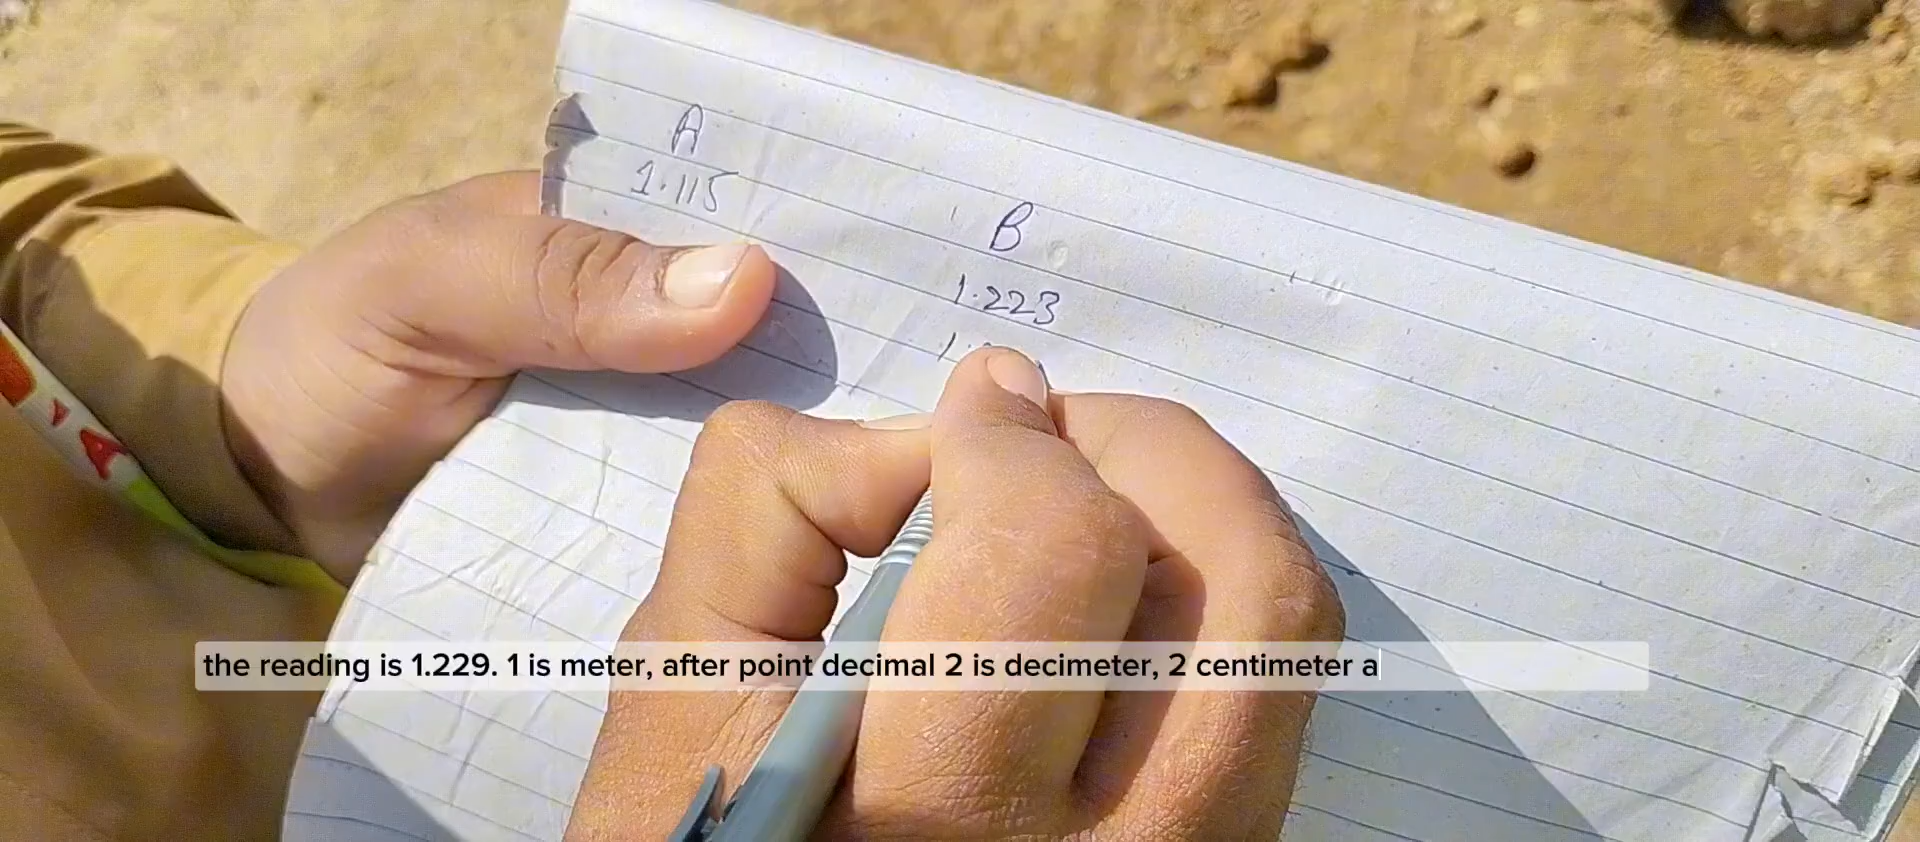 A
1.115
B
1.223
the reading is 1.229. 1 is meter, after point decimal 2 is decimeter, 2 centimeter a